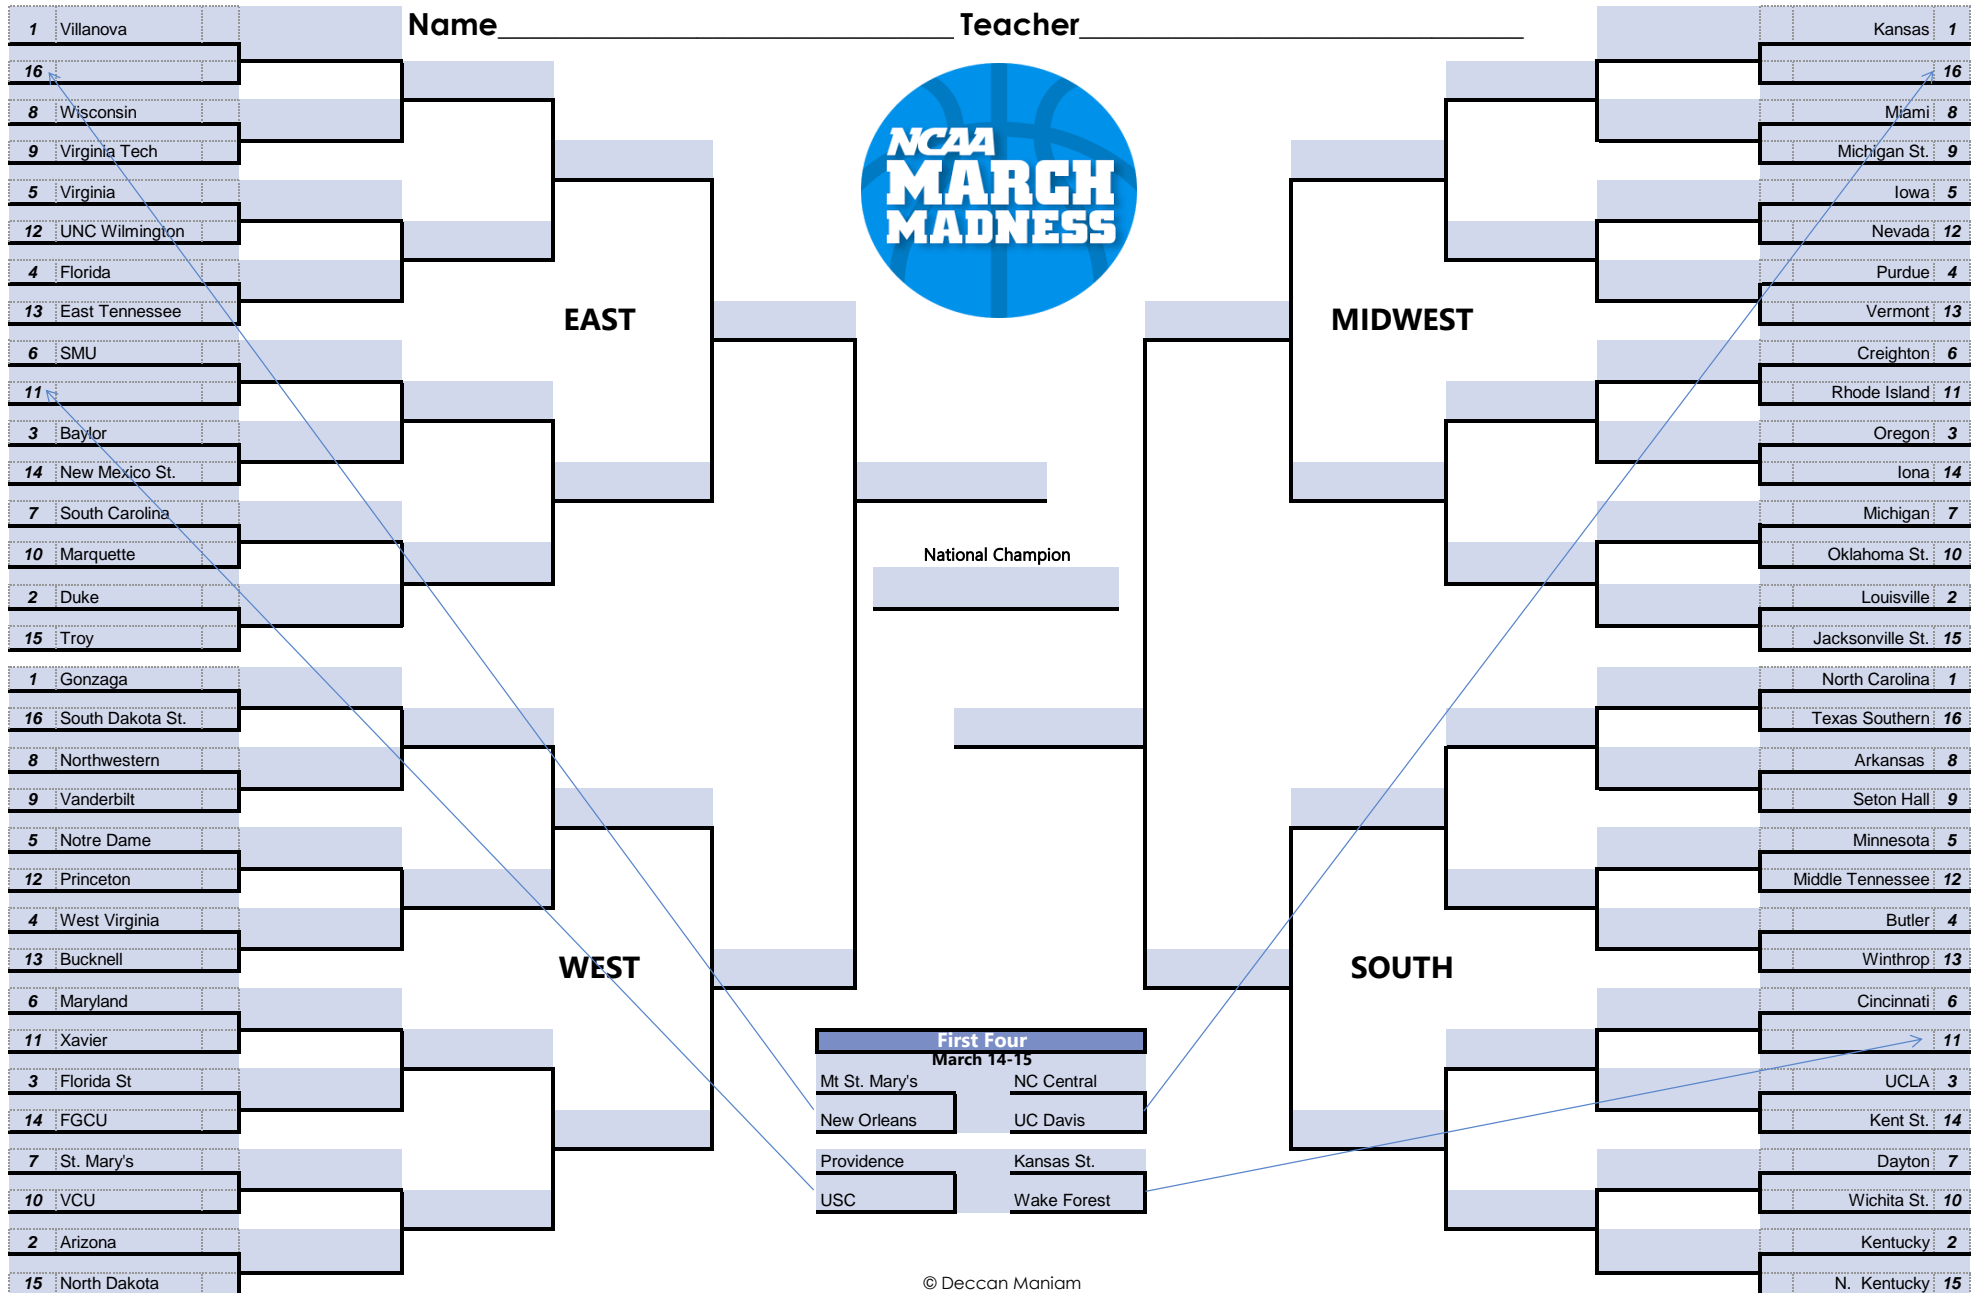 Name Teacher
NCAA
MARCH
MADNESS
1 Villanova
16
8 Wisconsin
9 Virginia Tech
5 Virginia
12 UNC Wilmington
4 Florida
13 East Tennessee
6 SMU
11
3 Baylor
14 New Mexico St.
7 South Carolina
10 Marquette
2 Duke
15 Troy
EAST
1 Gonzaga
16 South Dakota St.
8 Northwestern
9 Vanderbilt
5 Notre Dame
12 Princeton
4 West Virginia
13 Bucknell
6 Maryland
11 Xavier
3 Florida St
14 FGCU
7 St. Mary's
10 VCU
2 Arizona
15 North Dakota
WEST
National Champion
First Four
March 14-15
Mt St. Mary's
New Orleans
NC Central
UC Davis
Providence
USC
Kansas St.
Wake Forest
© Deccan Maniam
MIDWEST
Kansas 1
16
Miami 8
Michigan St. 9
Iowa 5
Nevada 12
Purdue 4
Vermont 13
Creighton 6
Rhode Island 11
Oregon 3
Iona 14
Michigan 7
Oklahoma St. 10
Louisville 2
Jacksonville St. 15
SOUTH
North Carolina 1
Texas Southern 16
Arkansas 8
Seton Hall 9
Minnesota 5
Middle Tennessee 12
Butler 4
Winthrop 13
Cincinnati 6
11
UCLA 3
Kent St. 14
Dayton 7
Wichita St. 10
Kentucky 2
N. Kentucky 15